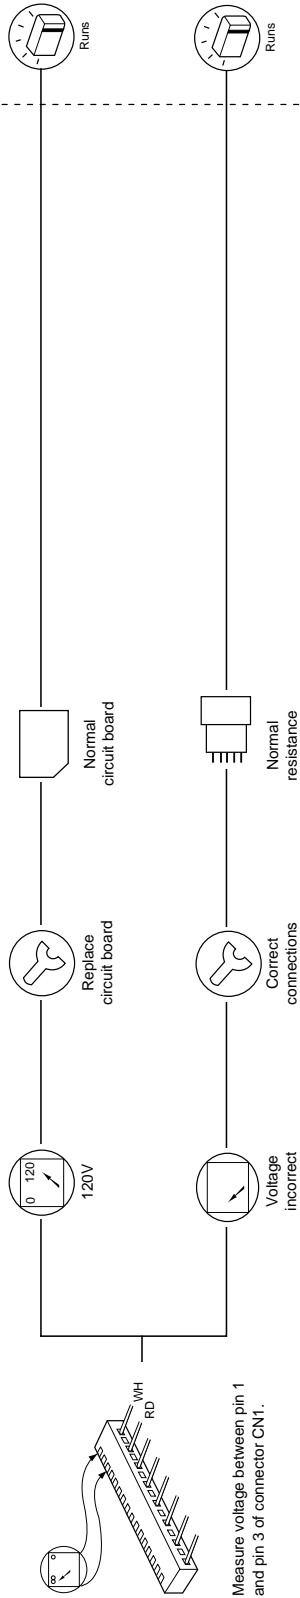 ∞ 0
WH
RD
Measure voltage between pin 1
and pin 3 of connector CN1.
0 120
120V
Replace
circuit board
Normal
circuit board
Runs
Voltage
incorrect
Correct
connections
Normal
resistance
Runs